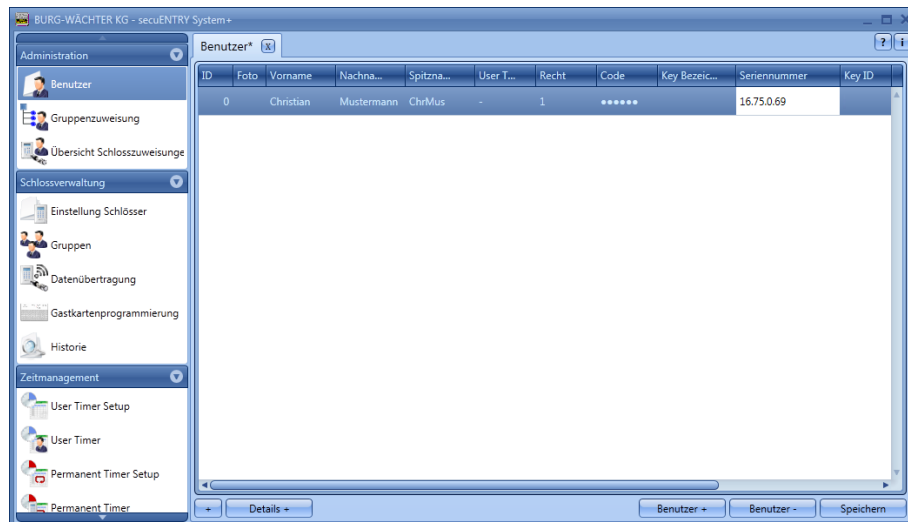 BURG-WÄCHTER KG - secuENTRY System+
Administration
Benutzer
Gruppenzuweisung
Übersicht Schlosszuweisunge
Schlossverwaltung
Einstellung Schlösser
Gruppen
Datenübertragung
Gastkartenprogrammierung
Historie
Zeitmanagement
User Timer Setup
User Timer
Permanent Timer Setup
Permanent Timer
Benutzer* X
? i
ID Foto Vorname Nachna... Spitzna... User T... Recht Code Key Bezeic... Seriennummer Key ID
0 Christian Mustermann ChrMus - 1 ●●●●●● 16.75.0.69
+ Details + Benutzer + Benutzer - Speichern